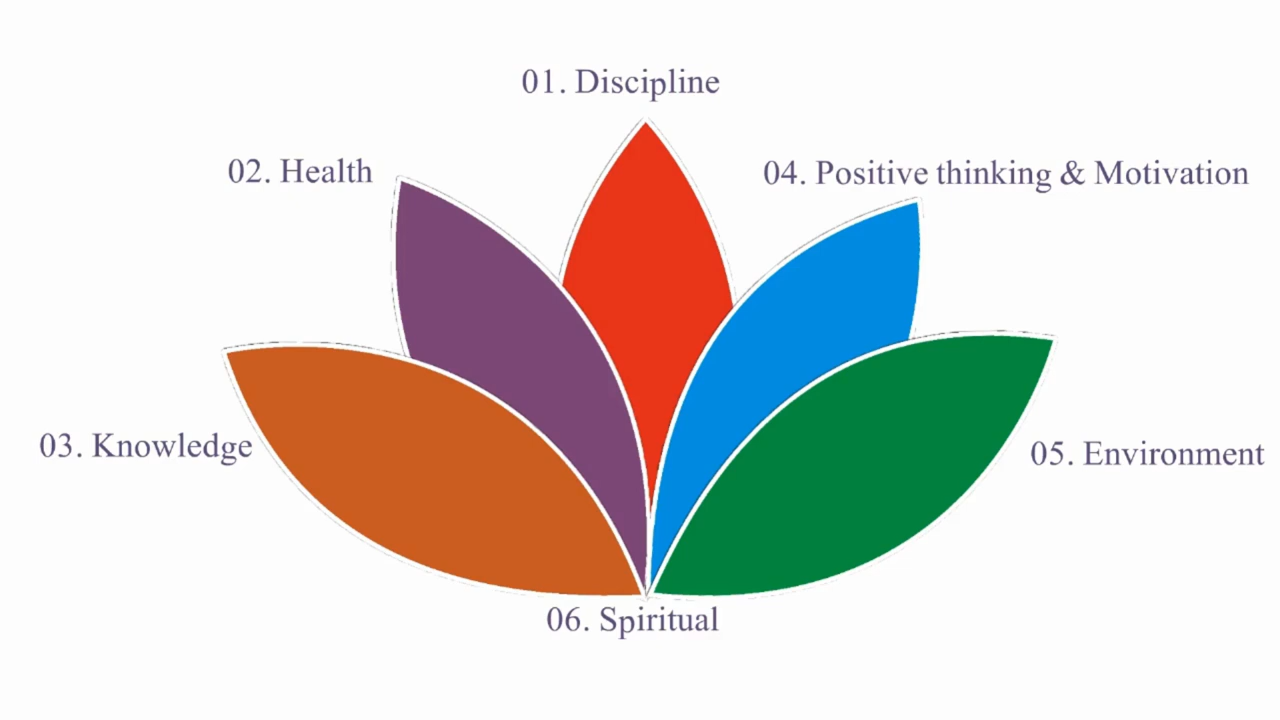 01. Discipline
02. Health
04. Positive thinking & Motivation
03. Knowledge
05. Environment
06. Spiritual